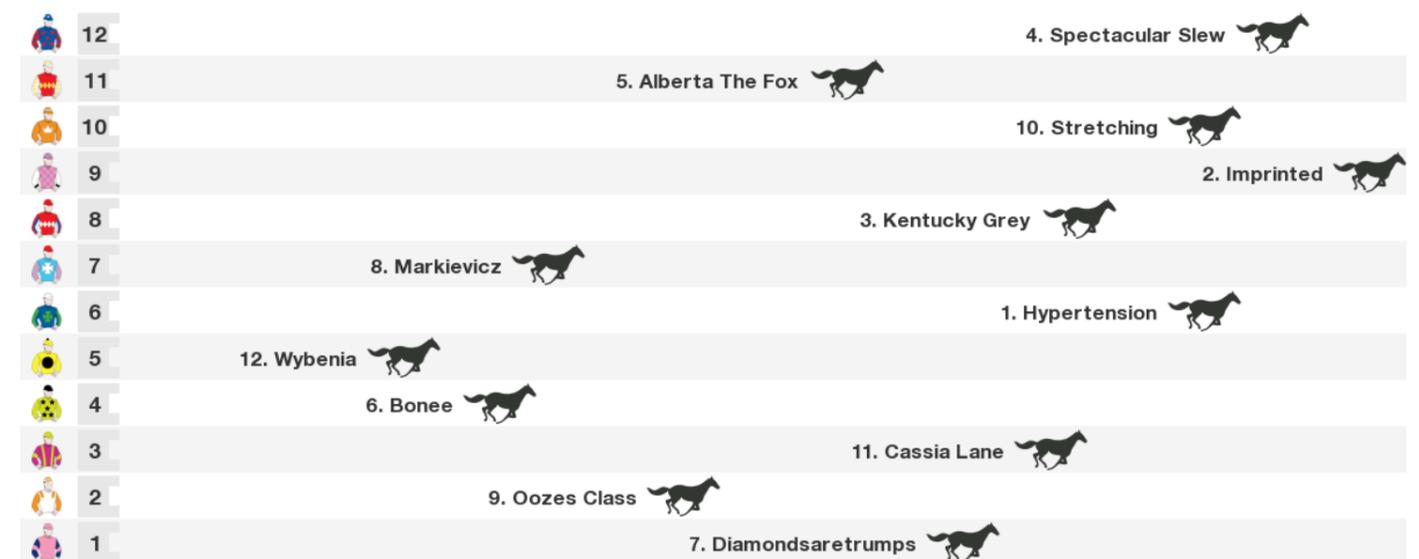 12 4. Spectacular Slew
11 5. Alberta The Fox
10 10. Stretching
9 2. Imprinted
8 3. Kentucky Grey
7 8. Markievicz
6 1. Hypertension
5 12. Wybenia
4 6. Bonee
3 11. Cassia Lane
2 9. Oozes Class
1 7. Diamondsaretrumps